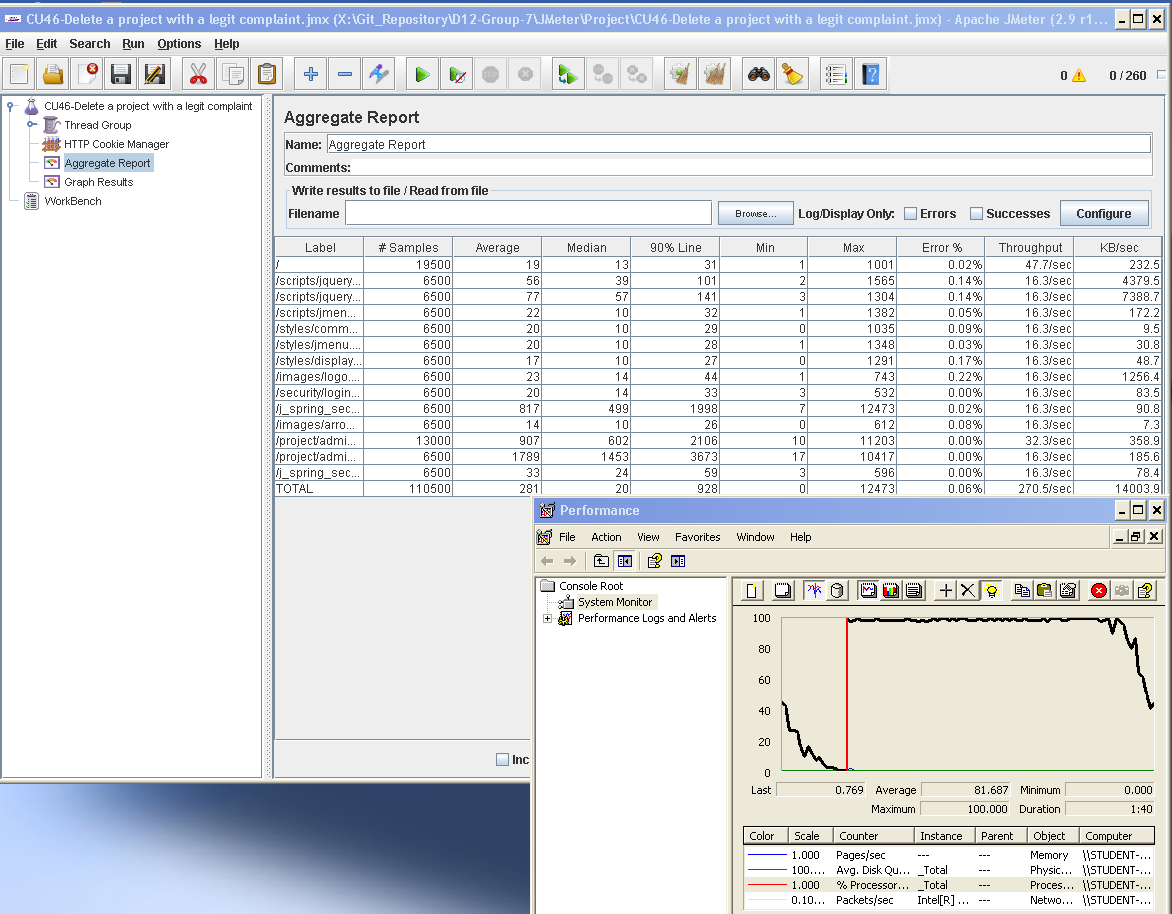 CU46-Delete a project with a legit complaint.jmx (X:\Git_Repository\D12-Group-7\JMeter\Project\CU46-Delete a project with a legit complaint.jmx) - Apache JMeter (2.9 r1...
File Edit Search Run Options Help
0 0 / 260
CU46-Delete a project with a legit complaint
Thread Group
HTTP Cookie Manager
Aggregate Report
Graph Results
WorkBench
Aggregate Report
Name: Aggregate Report
Comments:
Write results to file / Read from file
Filename Browse... Log/Display Only: Errors Successes Configure
Label # Samples Average Median 90% Line Min Max Error % Throughput KB/sec
/ 19500 19 13 31 1 1001 0.02% 47.7/sec 232.5
/scripts/jquery... 6500 56 39 101 2 1565 0.14% 16.3/sec 4379.5
/scripts/jquery... 6500 77 57 141 3 1304 0.14% 16.3/sec 7388.7
/scripts/jmen... 6500 22 10 32 1 1382 0.05% 16.3/sec 172.2
/styles/comm... 6500 20 10 29 0 1035 0.09% 16.3/sec 9.5
/styles/jmenu.... 6500 20 10 28 1 1348 0.03% 16.3/sec 30.8
/styles/display... 6500 17 10 27 0 1291 0.17% 16.3/sec 48.7
/images/logo.... 6500 23 14 44 1 743 0.22% 16.3/sec 1256.4
/security/login... 6500 20 14 33 3 532 0.00% 16.3/sec 83.5
/j_spring_sec... 6500 817 499 1998 7 12473 0.02% 16.3/sec 90.8
/images/arro... 6500 14 10 26 0 612 0.08% 16.3/sec 7.3
/project/admi... 13000 907 602 2106 10 11203 0.00% 32.3/sec 358.9
/project/admi... 6500 1789 1453 3673 17 10417 0.00% 16.3/sec 185.6
/j_spring_sec... 6500 33 24 59 3 596 0.00% 16.3/sec 78.4
TOTAL 110500 281 20 928 0 12473 0.06% 270.5/sec 14003.9
Inc
Performance
File Action View Favorites Window Help
Console Root
System Monitor
Performance Logs and Alerts
100
80
60
40
20
0
Last 0.769 Average 81.687 Minimum 0.000
Maximum 100.000 Duration 1:40
Color Scale Counter Instance Parent Object Computer
1.000 Pages/sec --- --- Memory \\STUDENT-...
100.... Avg. Disk Qu... _Total --- Physic... \\STUDENT-...
1.000 % Processor... _Total --- Proces... \\STUDENT-...
0.10... Packets/sec Intel[R] ... --- Netwo... \\STUDENT-...